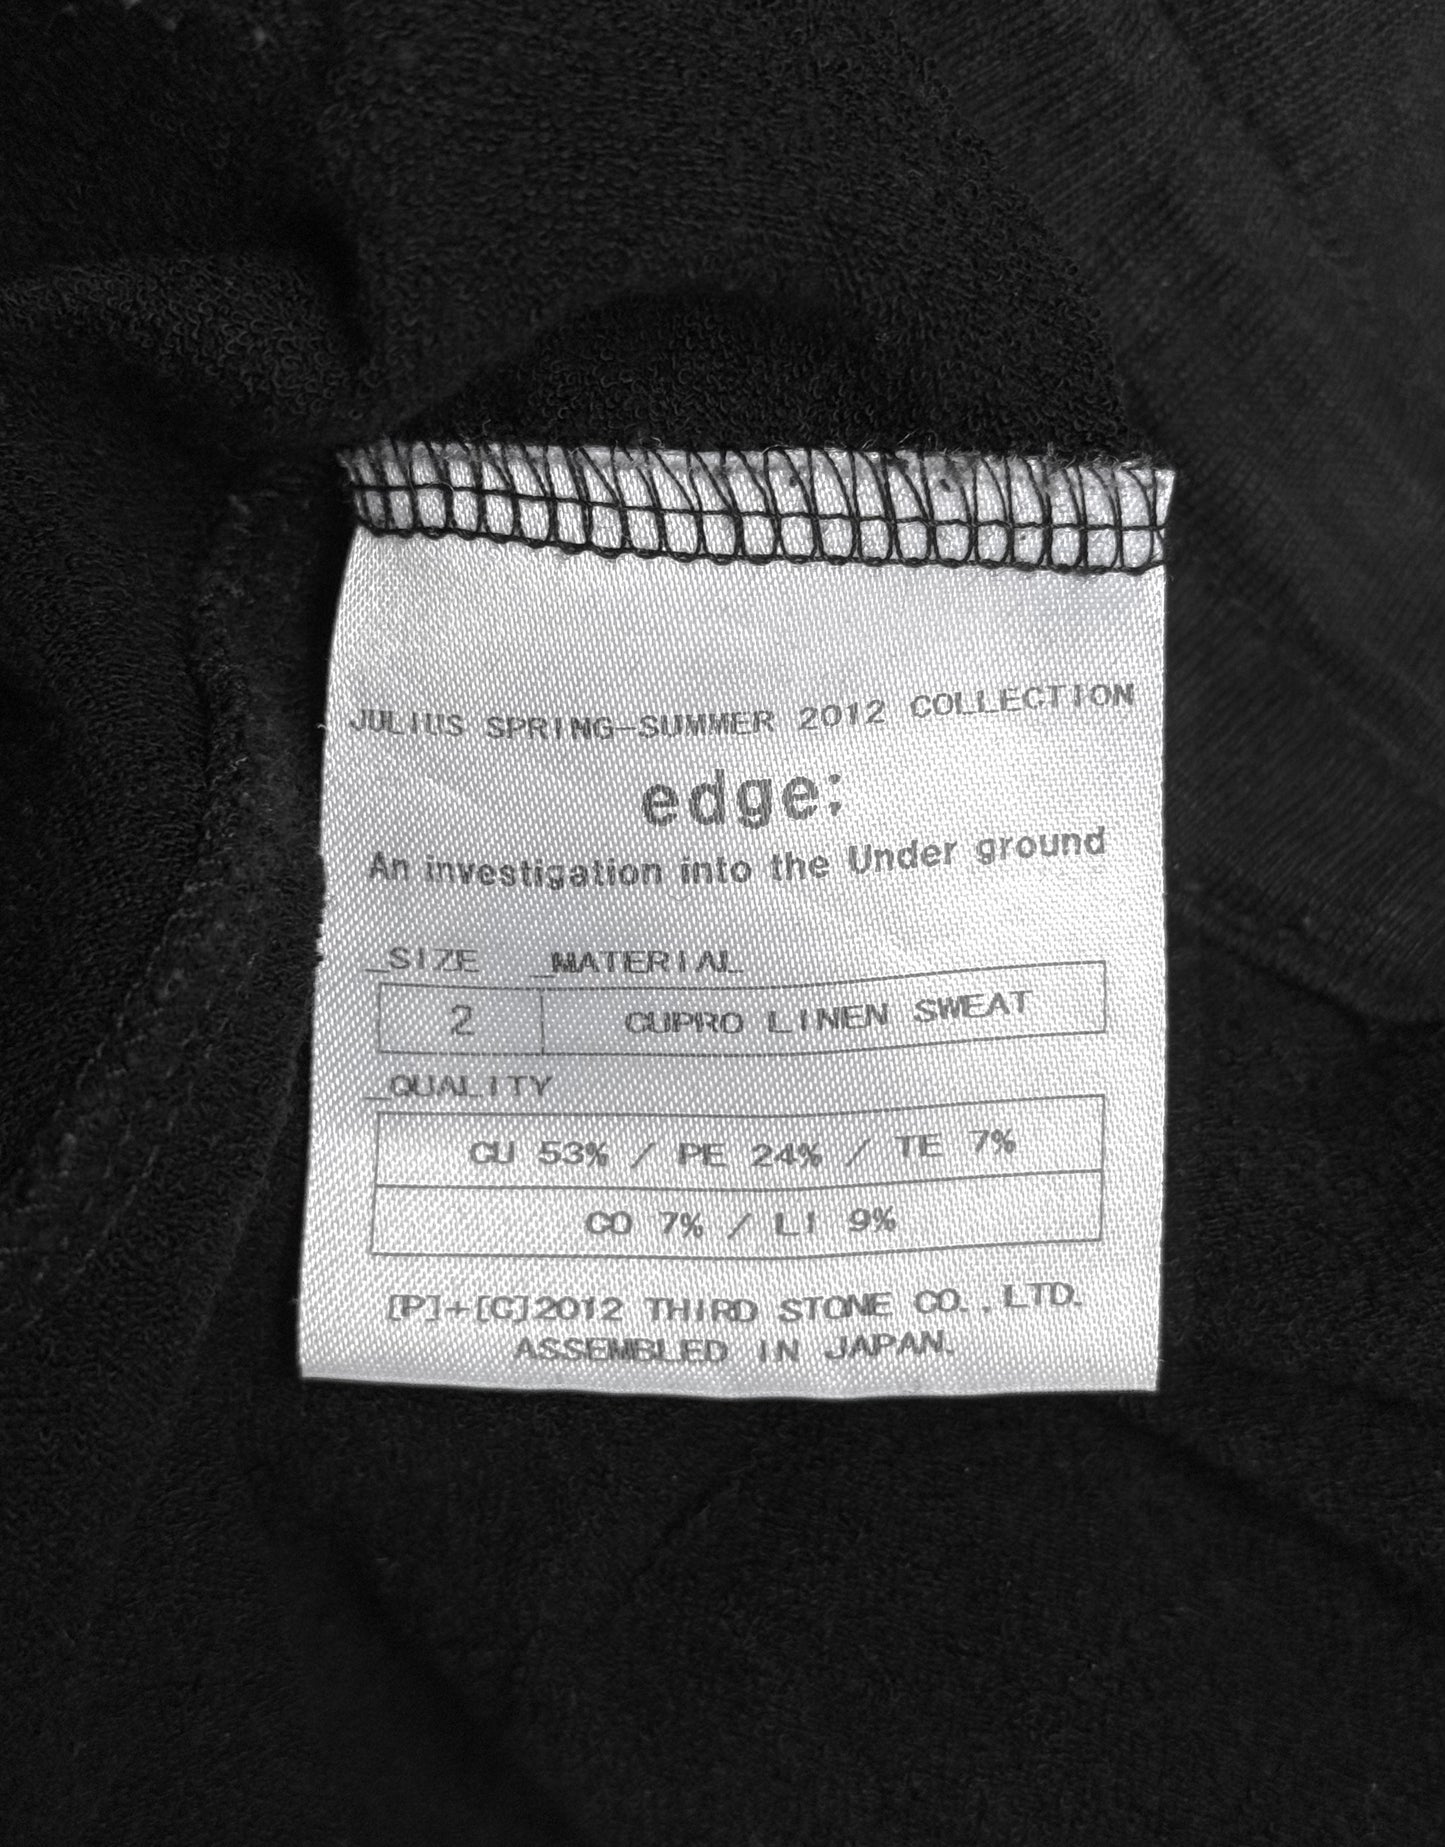 JULIUS SPRING-SUMMER 2012 COLLECTION
edge:
An investigation into the Under ground
_SIZE _MATERIAL
2 CUPRO LINEN SWEAT
_QUALITY
CU 53% / PE 24% / TE 7%
CO 7% / LI 9%
[P]+[C]2012 THIRD STONE CO.,LTD.
ASSEMBLED IN JAPAN.